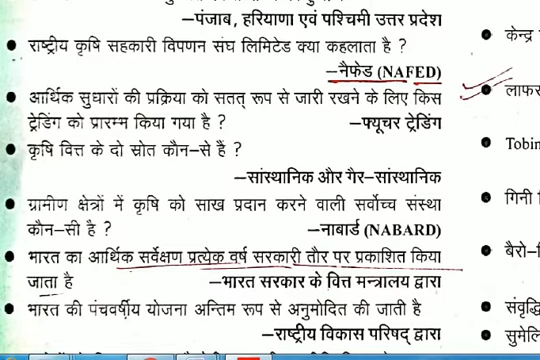 –पंजाब, हरियाणा एवं पश्चिमी उत्तर प्रदेश
● राष्ट्रीय कृषि सहकारी विपणन संघ लिमिटेड क्या कहलाता है ?
–नैफेड (NAFED)
● आर्थिक सुधारों की प्रक्रिया को सतत् रूप से जारी रखने के लिए किस
ट्रेडिंग को प्रारम्भ किया गया है ? –फ्यूचर ट्रेडिंग
● कृषि वित्त के दो स्रोत कौन–से हैं ?
–सांस्थानिक और गैर–सांस्थानिक
● ग्रामीण क्षेत्रों में कृषि को साख प्रदान करने वाली सर्वोच्च संस्था
कौन–सी है ? –नाबार्ड (NABARD)
● भारत का आर्थिक सर्वेक्षण प्रत्येक वर्ष सरकारी तौर पर प्रकाशित किया
जाता है –भारत सरकार के वित्त मन्त्रालय द्वारा
● भारत की पंचवर्षीय योजना अन्तिम रूप से अनुमोदित की जाती है
–राष्ट्रीय विकास परिषद् द्वारा
● केन्द्र
● लाफर
● Tobin
● गिनी
● बैरो–
● संवृद्धि
● सुमेलि